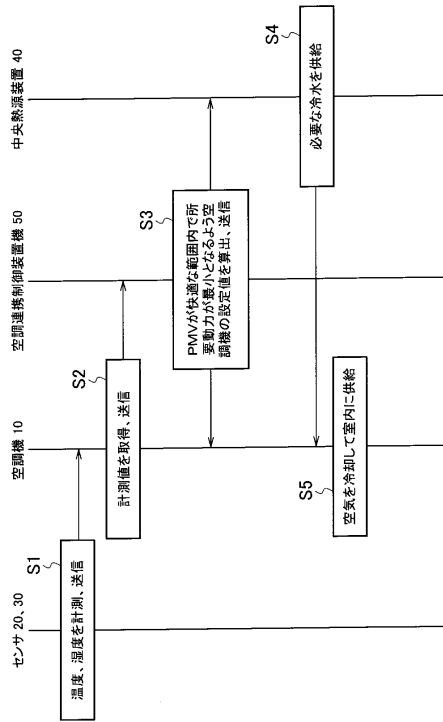 センサ 20、30
空調機 10
空調連携制御装置機 50
中央熱源装置 40
S1
温度、湿度を計測、送信
S2
計測値を取得、送信
S3
PMVが快適な範囲内で所
要動力が最小となるよう空
調機の設定値を算出、送信
S4
必要な冷水を供給
S5
空気を冷却して室内に供給